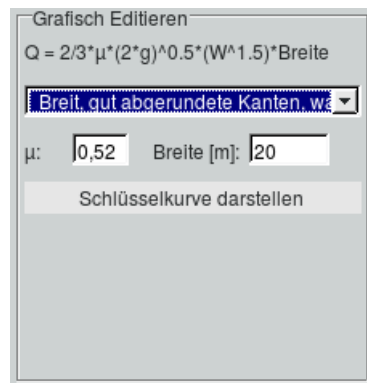 Grafisch Editieren
Q = 2/3*µ*(2*g)^0.5*(W^1.5)*Breite
Breit, gut abgerundete Kanten, wa
µ: 0,52 Breite [m]: 20
Schlüsselkurve darstellen